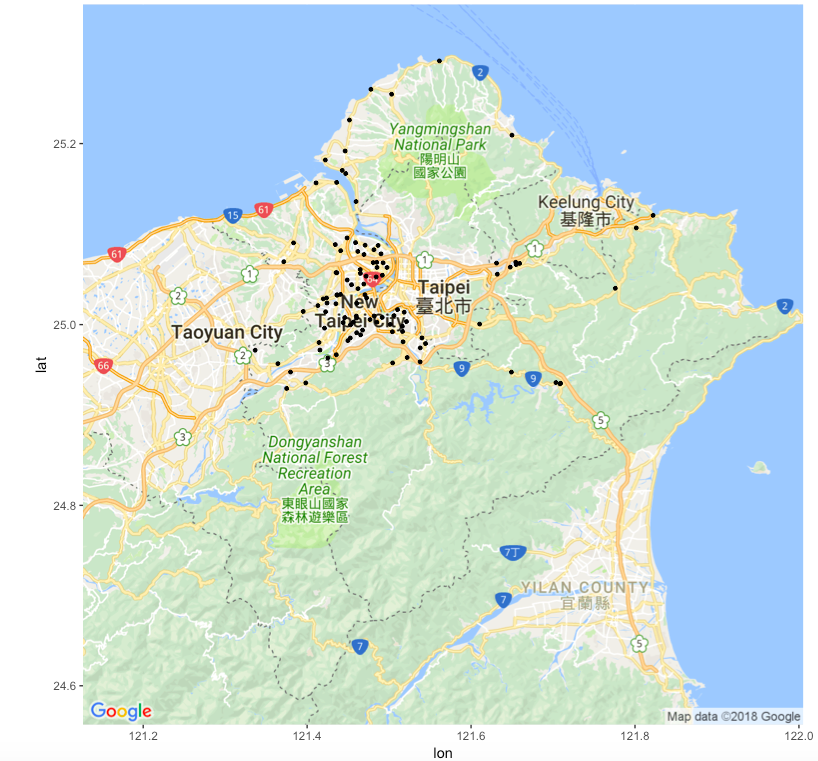 2
25.2
Yangmingshan
National Park
陽明山
國家公園
Keelung City
基隆市
61
15
61
1
1
1
Taipei
臺北市
2
New
Taipei City
2
25.0
Taoyuan City
2
3
66
9
9
5
3
Dongyanshan
National Forest
Recreation
Area
東眼山國家
森林遊樂區
24.8
7丁
YILAN COUNTY
宜蘭縣
7
7
5
24.6
Google
Map data ©2018 Google
121.2
121.4
121.6
121.8
122.0
lon
lat